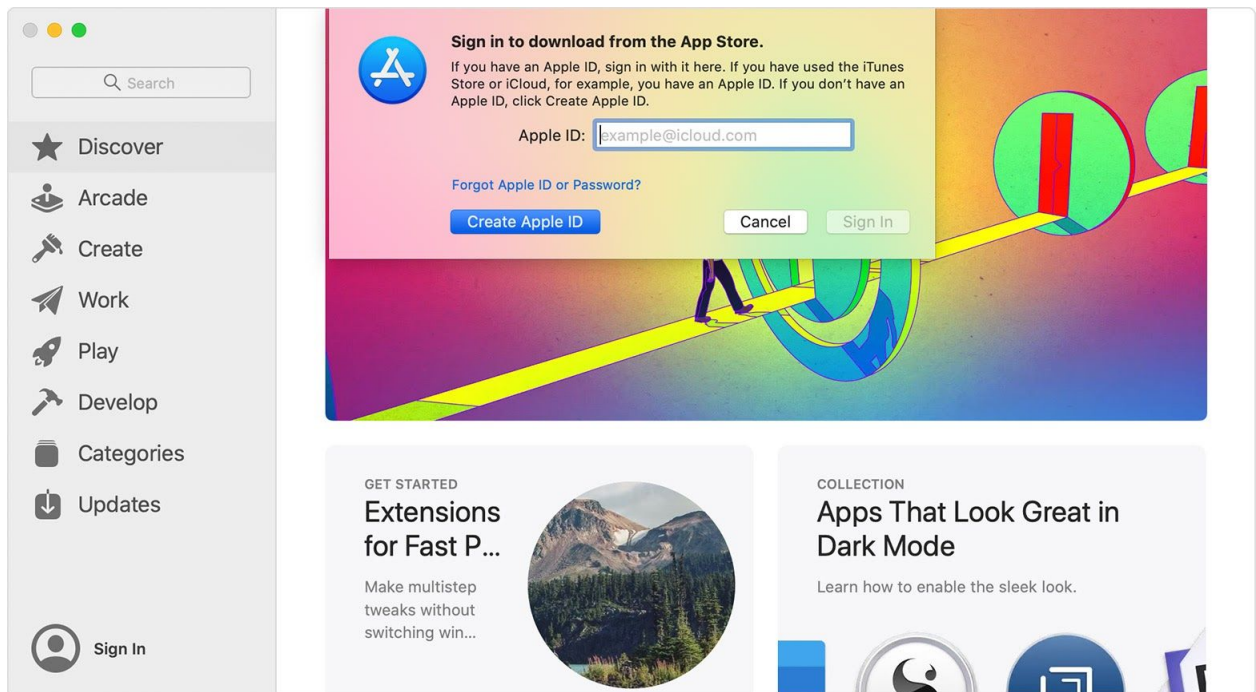 Search
Discover
Arcade
Create
Work
Play
Develop
Categories
Updates
Sign In
Sign in to download from the App Store.
If you have an Apple ID, sign in with it here. If you have used the iTunes
Store or iCloud, for example, you have an Apple ID. If you don’t have an
Apple ID, click Create Apple ID.
Apple ID: example@icloud.com
Forgot Apple ID or Password?
Create Apple ID Cancel Sign In
GET STARTED
Extensions
for Fast P...
Make multistep
tweaks without
switching win...
COLLECTION
Apps That Look Great in
Dark Mode
Learn how to enable the sleek look.